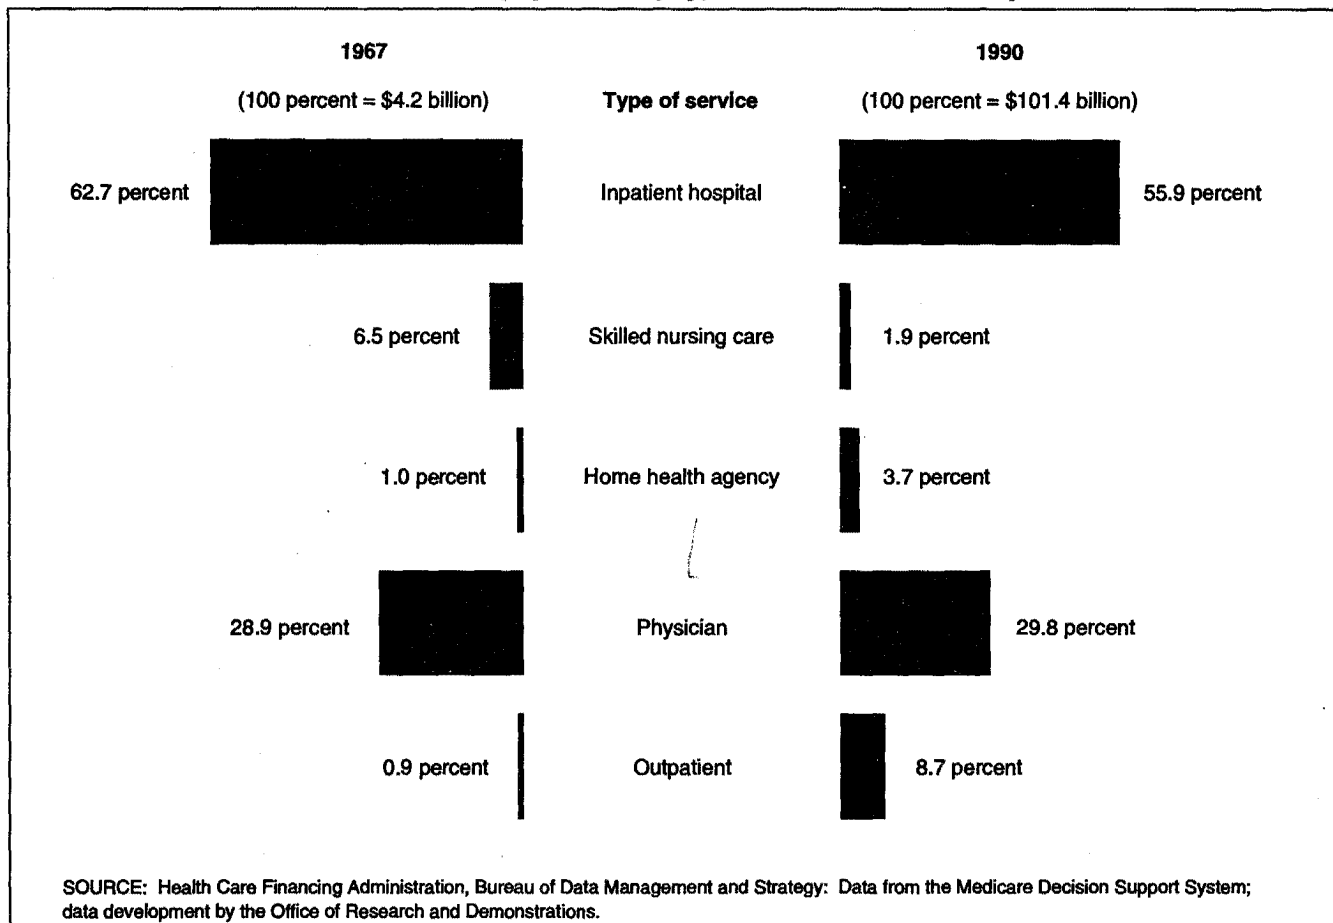 1967 1990
(100 percent = $4.2 billion) Type of service (100 percent = $101.4 billion)
62.7 percent Inpatient hospital 55.9 percent
6.5 percent Skilled nursing care 1.9 percent
1.0 percent Home health agency 3.7 percent
28.9 percent Physician 29.8 percent
0.9 percent Outpatient 8.7 percent
SOURCE: Health Care Financing Administration, Bureau of Data Management and Strategy: Data from the Medicare Decision Support System;
data development by the Office of Research and Demonstrations.